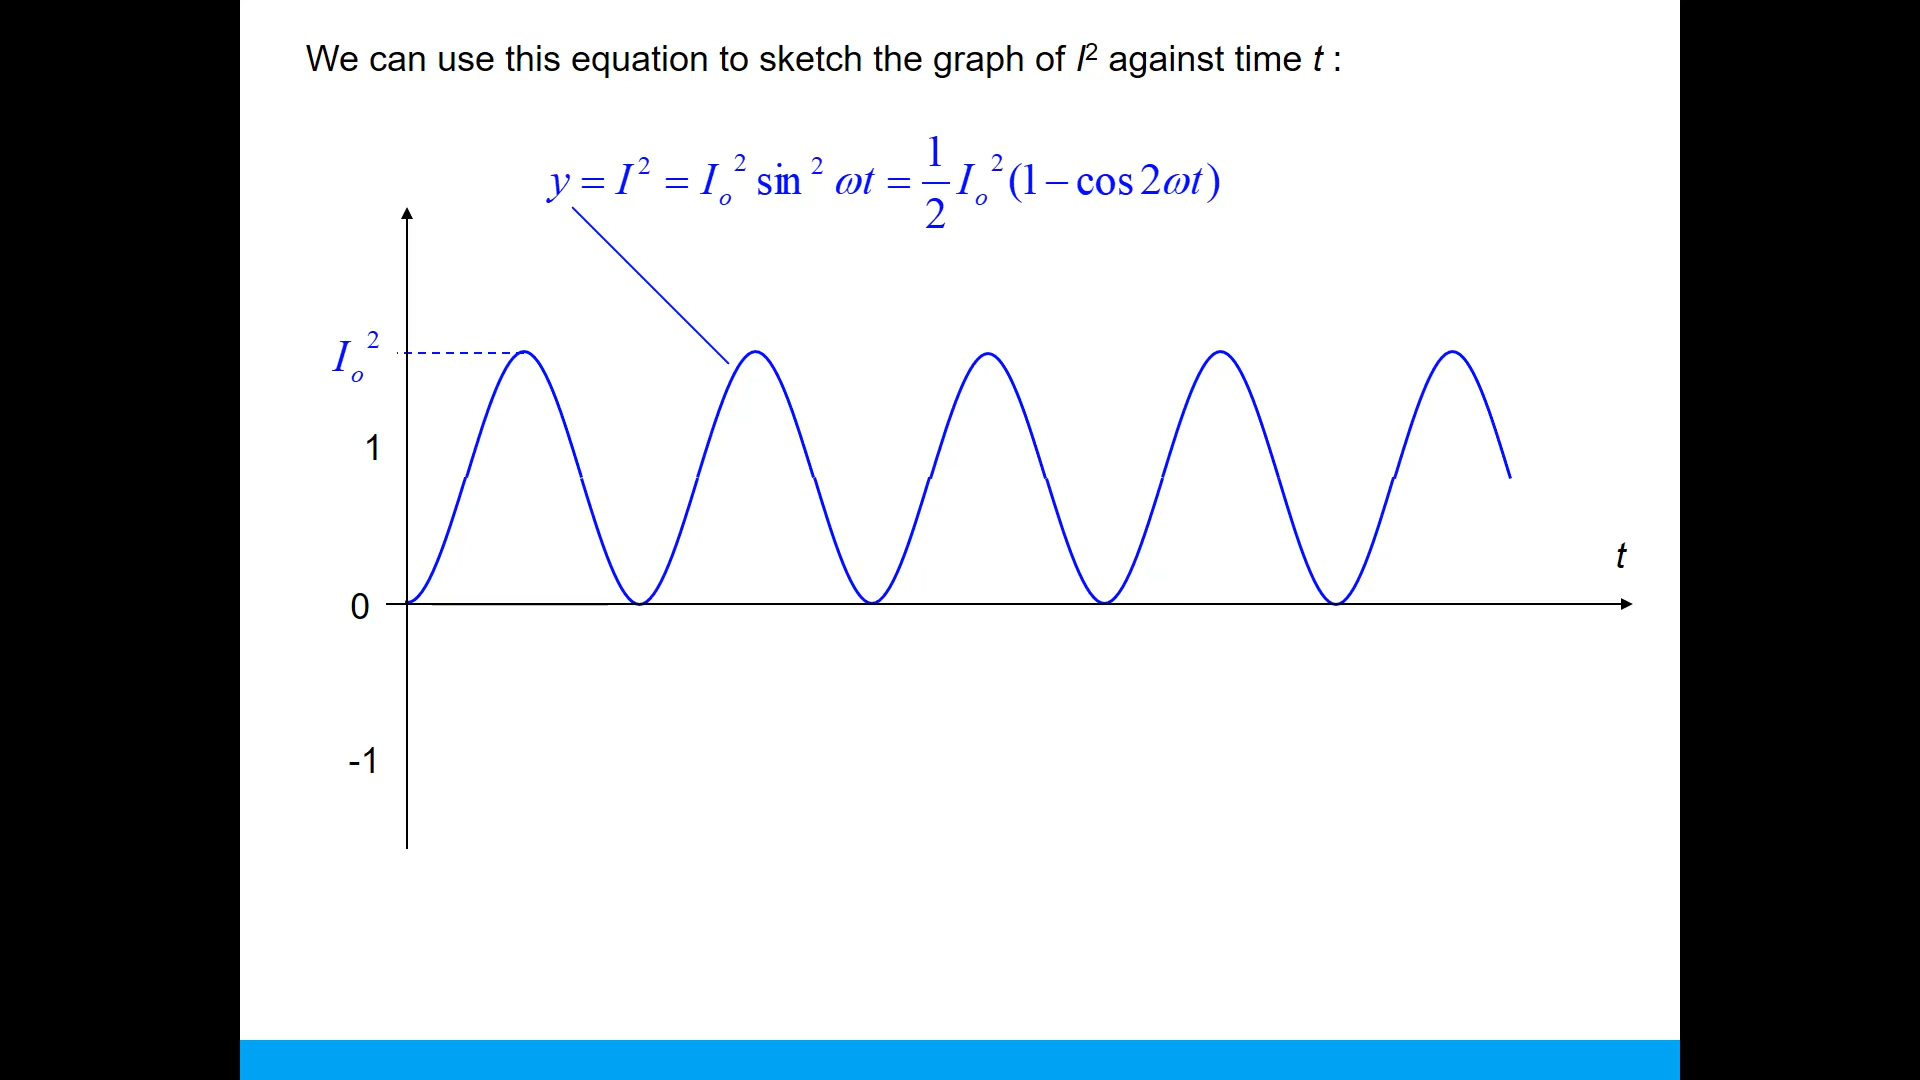 We can use this equation to sketch the graph of I² against time t :
y = I² = Iₒ² sin² ωt = \frac{1}{2} Iₒ² (1 − cos 2ωt)
Iₒ²
1
t
0
-1